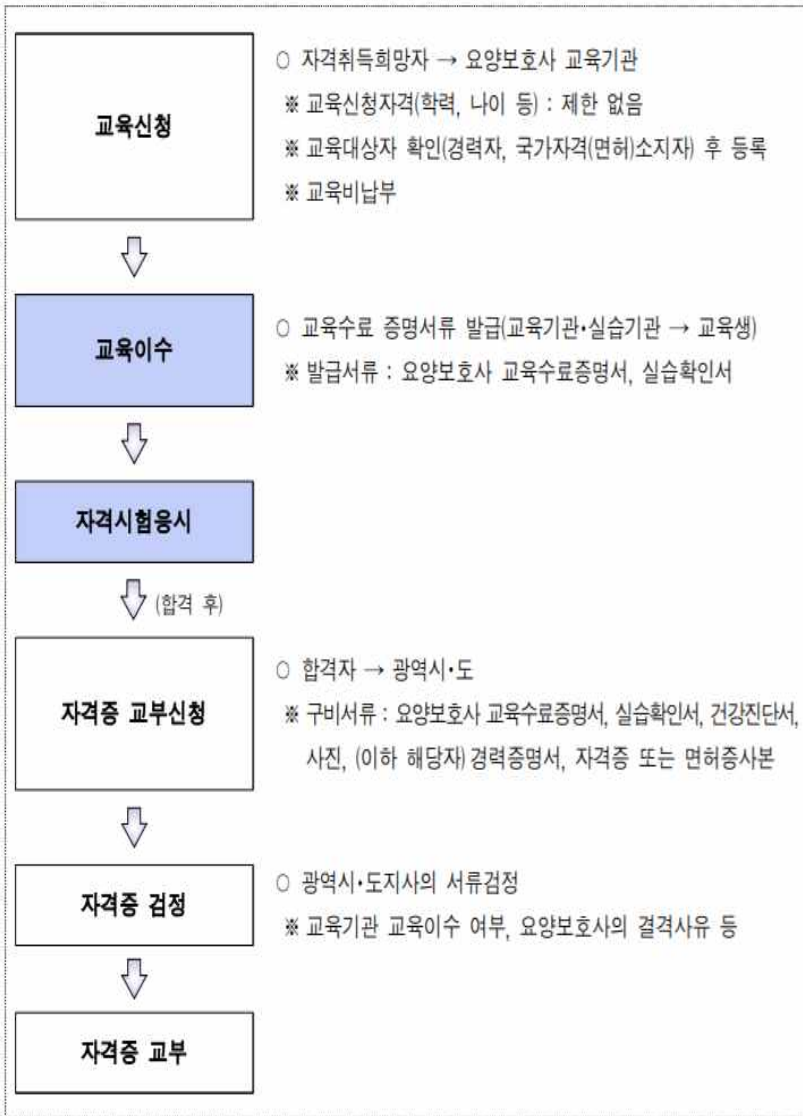 교육신청
○ 자격취득희망자 → 요양보호사 교육기관
※ 교육신청자격(학력, 나이 등) : 제한 없음
※ 교육대상자 확인(경력자, 국가자격(면허)소지자) 후 등록
※ 교육비납부
교육이수
○ 교육수료 증명서류 발급(교육기관•실습기관 → 교육생)
※ 발급서류 : 요양보호사 교육수료증명서, 실습확인서
자격시험응시
(합격 후)
자격증 교부신청
○ 합격자 → 광역시•도
※ 구비서류 : 요양보호사 교육수료증명서, 실습확인서, 건강진단서,
사진, (이하 해당자) 경력증명서, 자격증 또는 면허증사본
자격증 검정
○ 광역시•도지사의 서류검정
※ 교육기관 교육이수 여부, 요양보호사의 결격사유 등
자격증 교부